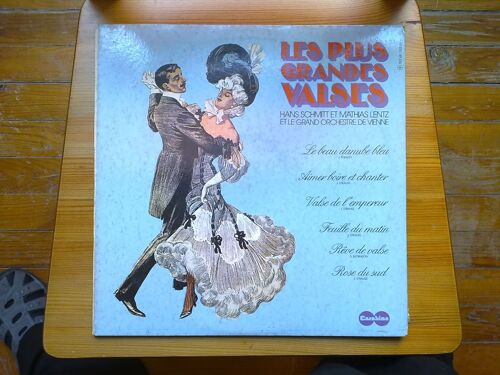 LES PLUS
GRANDES
VALSES
HANS SCHMITT ET MATHIAS LENTZ
ET LE GRAND ORCHESTRE DE VIENNE
Le beau danube bleu
Aimer boire et chanter
Valse de l'empereur
Feuille du matin
Rêve de valse
Rose du sud